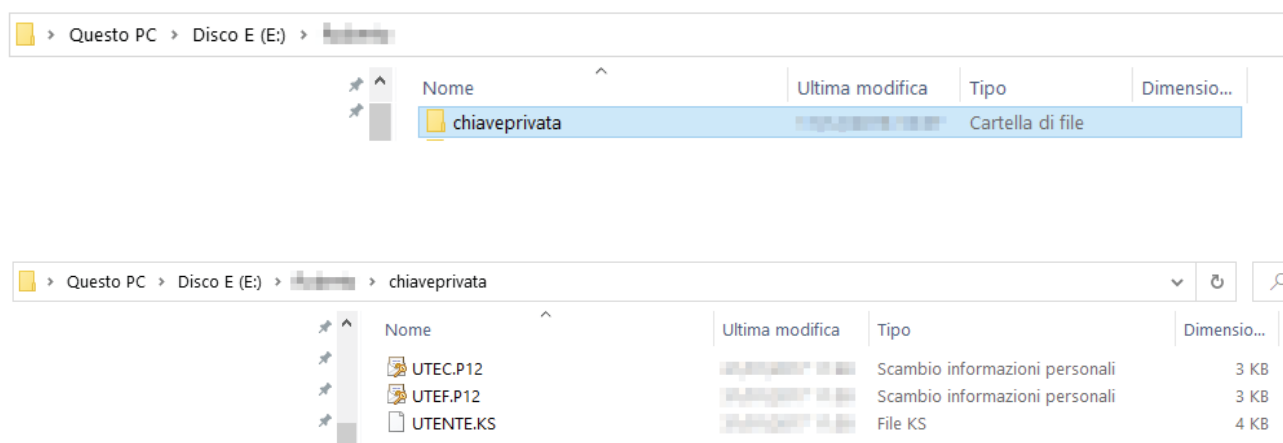 Questo PC > Disco E (E:) >
Nome Ultima modifica Tipo Dimensio...
chiaveprivata Cartella di file
Questo PC > Disco E (E:) > > chiaveprivata
Nome Ultima modifica Tipo Dimensio...
UTEC.P12 Scambio informazioni personali 3 KB
UTEF.P12 Scambio informazioni personali 3 KB
UTENTE.KS File KS 4 KB